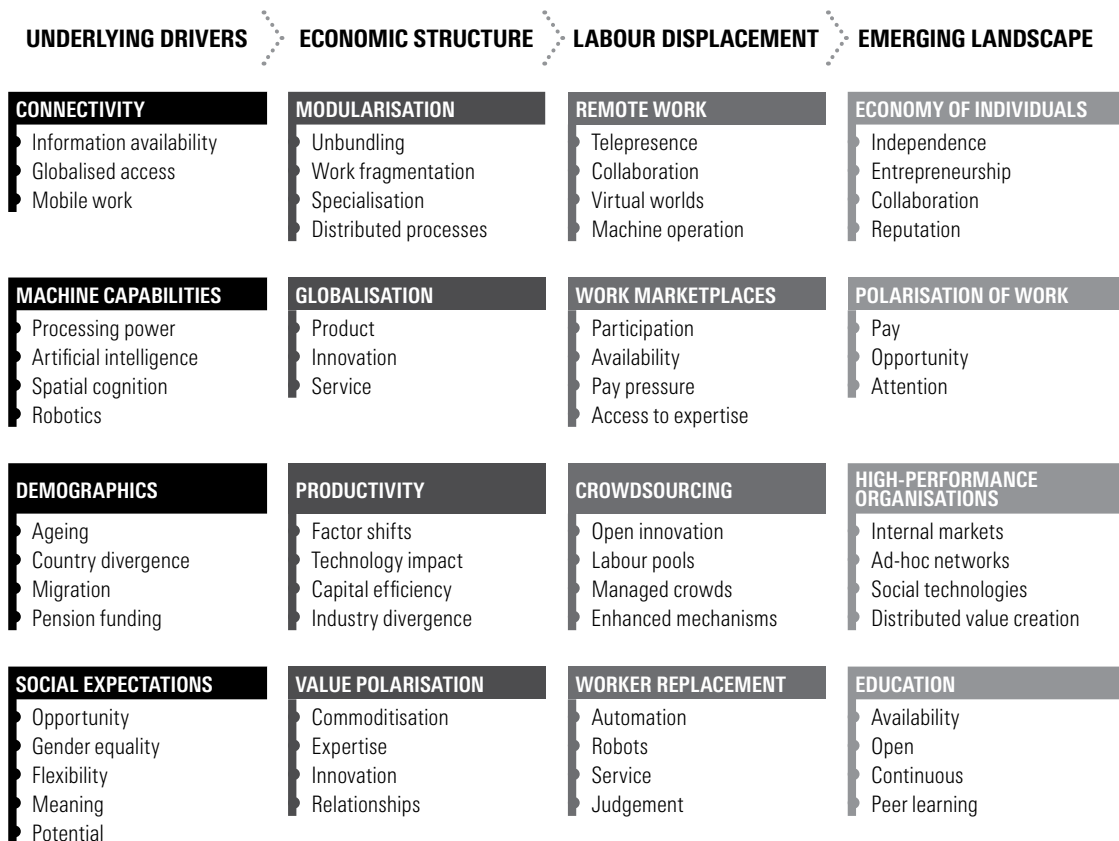 UNDERLYING DRIVERS
ECONOMIC STRUCTURE
LABOUR DISPLACEMENT
EMERGING LANDSCAPE
CONNECTIVITY
Information availability
Globalised access
Mobile work
MODULARISATION
Unbundling
Work fragmentation
Specialisation
Distributed processes
REMOTE WORK
Telepresence
Collaboration
Virtual worlds
Machine operation
ECONOMY OF INDIVIDUALS
Independence
Entrepreneurship
Collaboration
Reputation
MACHINE CAPABILITIES
Processing power
Artificial intelligence
Spatial cognition
Robotics
GLOBALISATION
Product
Innovation
Service
WORK MARKETPLACES
Participation
Availability
Pay pressure
Access to expertise
POLARISATION OF WORK
Pay
Opportunity
Attention
DEMOGRAPHICS
Ageing
Country divergence
Migration
Pension funding
PRODUCTIVITY
Factor shifts
Technology impact
Capital efficiency
Industry divergence
CROWDSOURCING
Open innovation
Labour pools
Managed crowds
Enhanced mechanisms
HIGH-PERFORMANCE
ORGANISATIONS
Internal markets
Ad-hoc networks
Social technologies
Distributed value creation
SOCIAL EXPECTATIONS
Opportunity
Gender equality
Flexibility
Meaning
Potential
VALUE POLARISATION
Commoditisation
Expertise
Innovation
Relationships
WORKER REPLACEMENT
Automation
Robots
Service
Judgement
EDUCATION
Availability
Open
Continuous
Peer learning